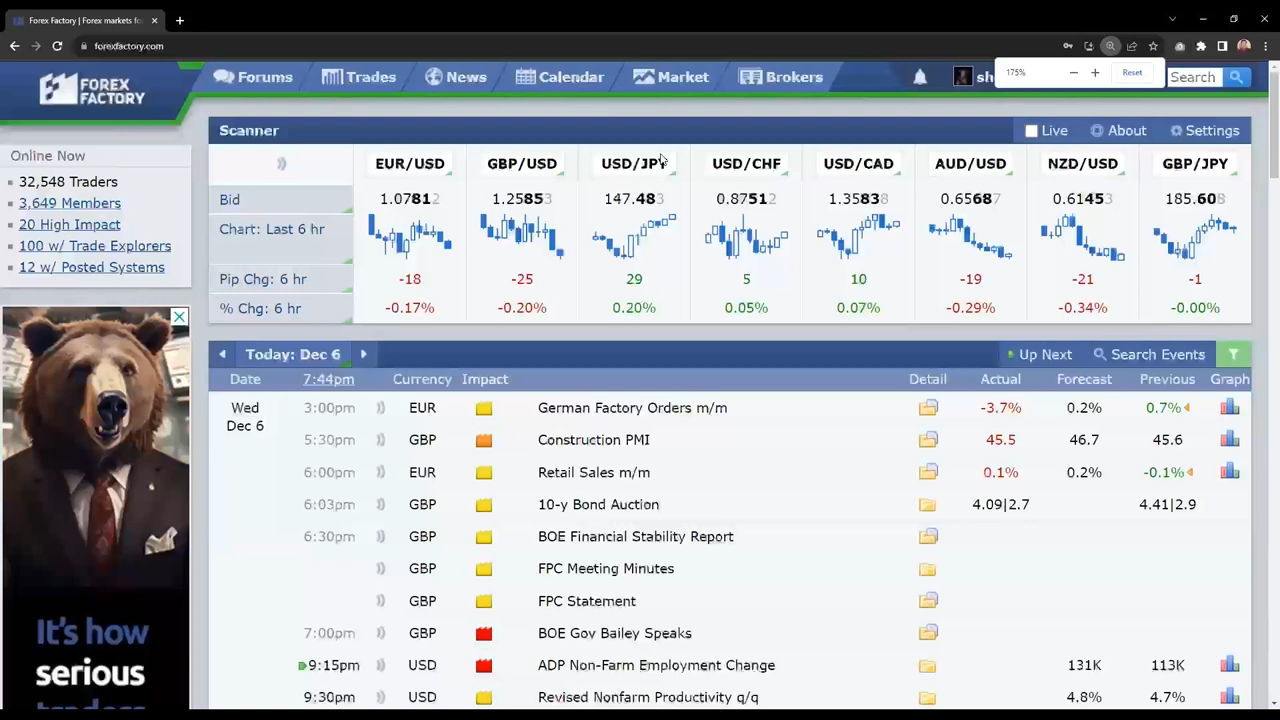 Forex Factory | Forex markets fo
forexfactory.com
FOREX FACTORY
Forums Trades News Calendar Market Brokers sh Search
175% Reset
Online Now
32,548 Traders
3,649 Members
20 High Impact
100 w/ Trade Explorers
12 w/ Posted Systems
Scanner Live About Settings
EUR/USD GBP/USD USD/JPY USD/CHF USD/CAD AUD/USD NZD/USD GBP/JPY
Bid 1.07812 1.25853 147.483 0.87512 1.35838 0.65687 0.61453 185.608
Chart: Last 6 hr
Pip Chg: 6 hr -18 -25 29 5 10 -19 -21 -1
% Chg: 6 hr -0.17% -0.20% 0.20% 0.05% 0.07% -0.29% -0.34% -0.00%
Today: Dec 6 Up Next Search Events
Date 7:44pm Currency Impact Detail Actual Forecast Previous Graph
Wed Dec 6 3:00pm EUR German Factory Orders m/m -3.7% 0.2% 0.7%
5:30pm GBP Construction PMI 45.5 46.7 45.6
6:00pm EUR Retail Sales m/m 0.1% 0.2% -0.1%
6:03pm GBP 10-y Bond Auction 4.09|2.7 4.41|2.9
6:30pm GBP BOE Financial Stability Report
GBP FPC Meeting Minutes
GBP FPC Statement
7:00pm GBP BOE Gov Bailey Speaks
9:15pm USD ADP Non-Farm Employment Change 131K 113K
9:30pm USD Revised Nonfarm Productivity q/q 4.8% 4.7%
It's how
serious
traders